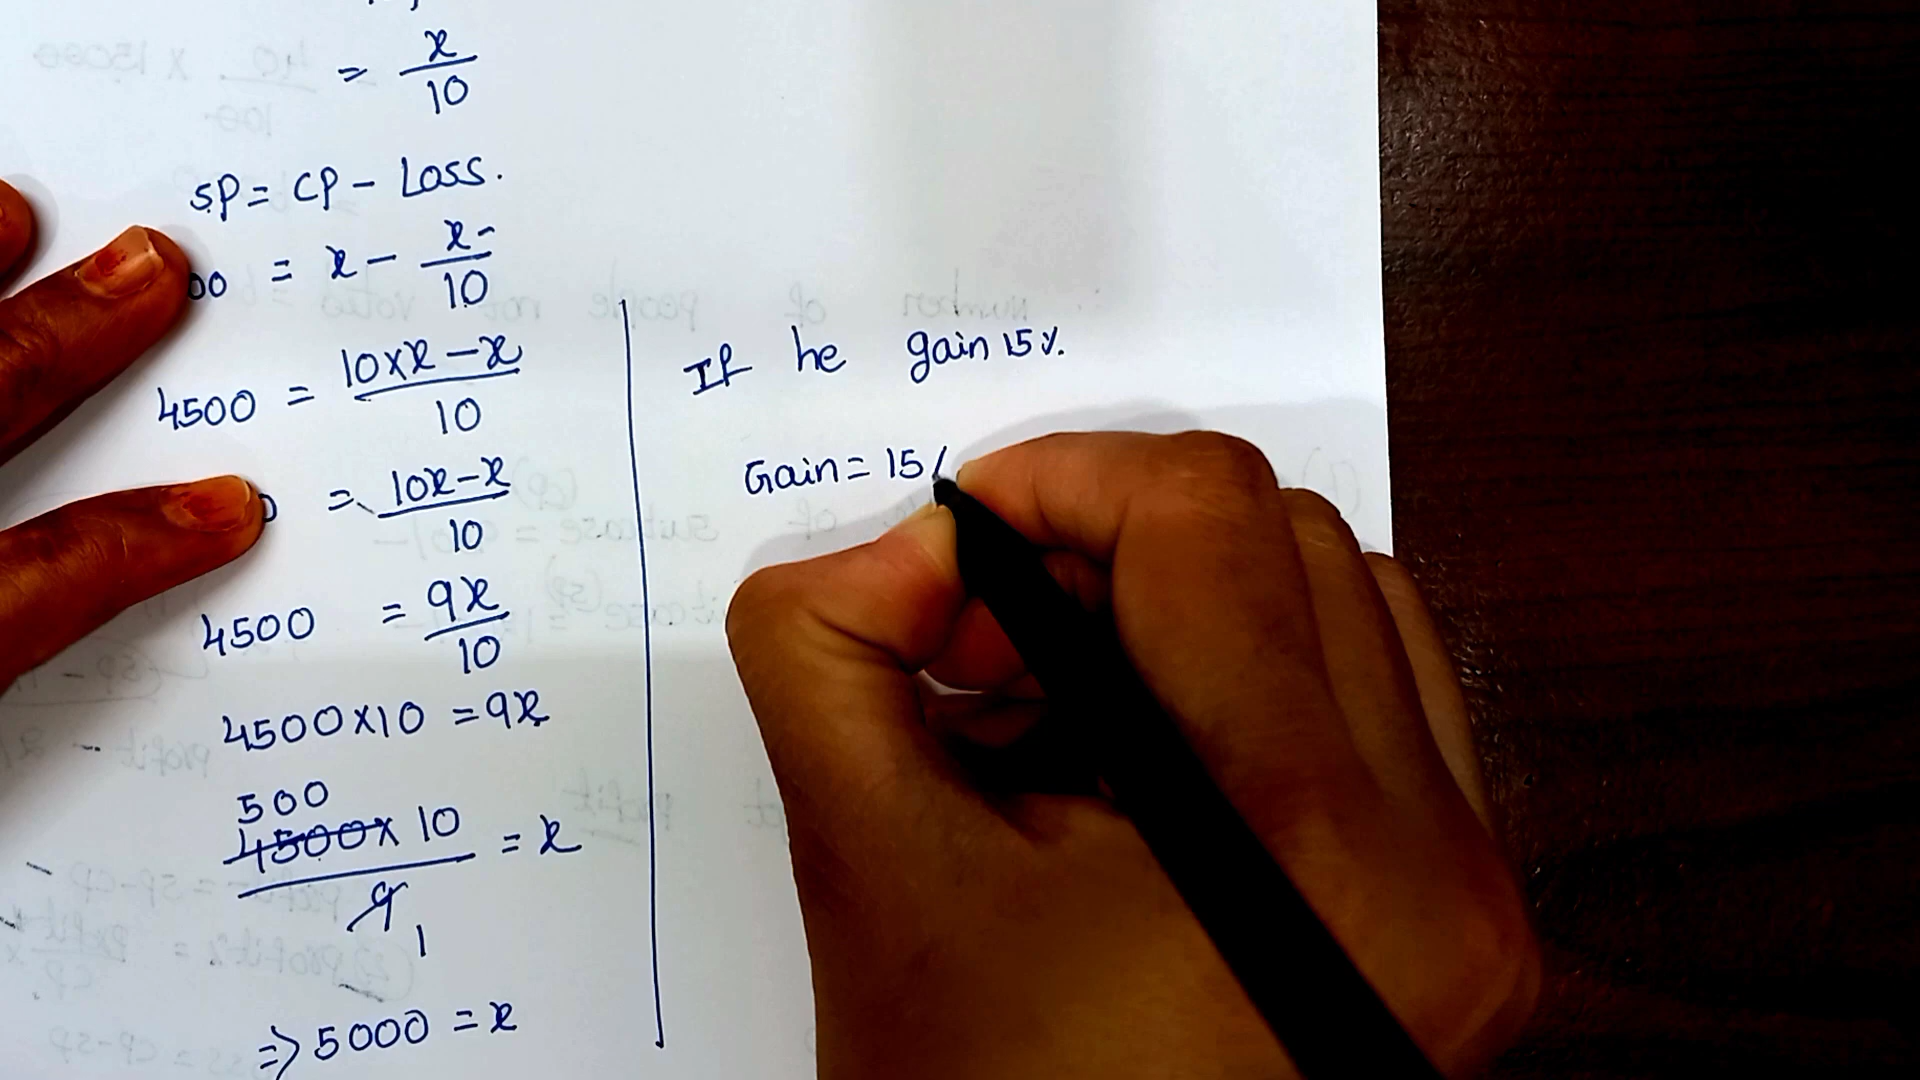 = x/10
SP = CP - Loss.
00 = x - x/10
4500 = 10×x - x/10
0 = 10x-x/10
4500 = 9x/10
4500×10 = 9x
500
4500× 10/9 = x
1
=> 5000 = x
If he gain 15%.
Gain = 15